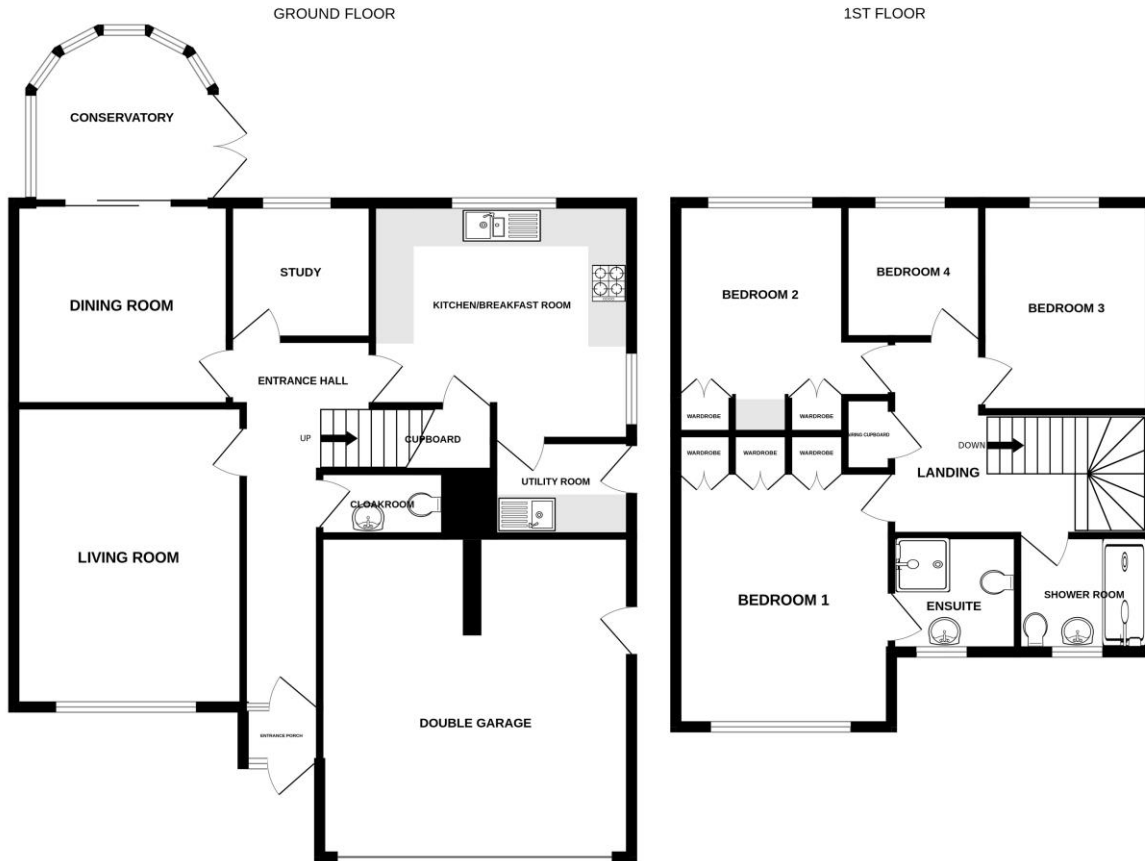 GROUND FLOOR
CONSERVATORY
STUDY
DINING ROOM
KITCHEN/BREAKFAST ROOM
ENTRANCE HALL
UP
CUPBOARD
UTILITY ROOM
CLOAKROOM
LIVING ROOM
DOUBLE GARAGE
ENTRANCE PORCH
1ST FLOOR
BEDROOM 4
BEDROOM 2
BEDROOM 3
WARDROBE
WARDROBE
CUPBOARD
WARDROBE
WARDROBE
WARDROBE
DOWN
LANDING
BEDROOM 1
ENSUITE
SHOWER ROOM